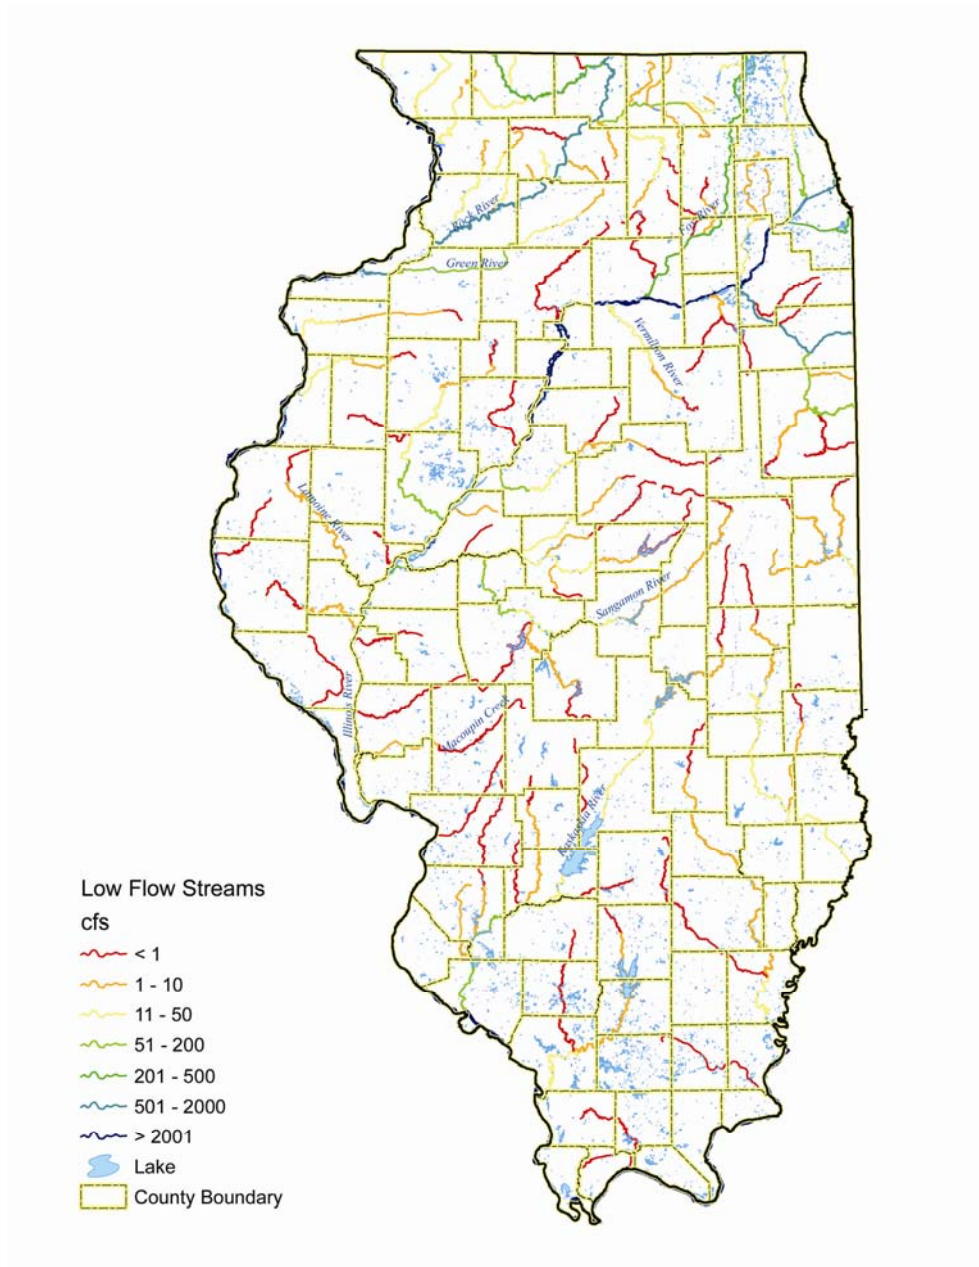 Rock River
Fox River
Green River
Vermilion River
Lamoine River
Sangamon River
Illinois River
Macoupin Creek
Kaskaskia River
Low Flow Streams
cfs
< 1
1 - 10
11 - 50
51 - 200
201 - 500
501 - 2000
> 2001
Lake
County Boundary